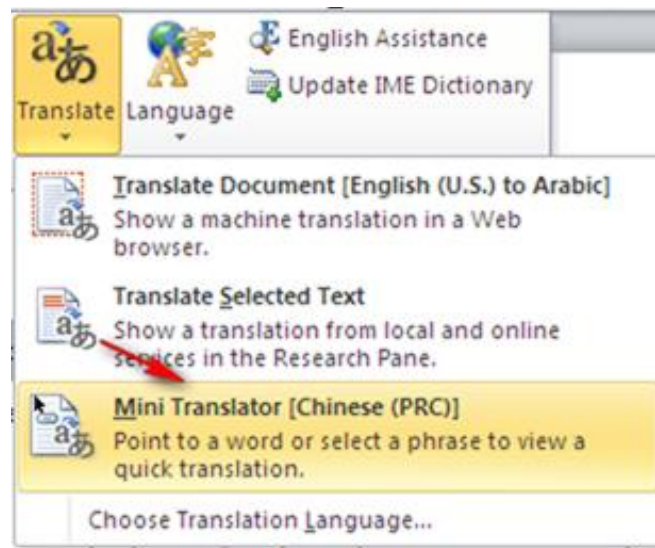 English Assistance
Update IME Dictionary
Translate Language
Translate Document [English (U.S.) to Arabic]
Show a machine translation in a Web
browser.
Translate Selected Text
Show a translation from local and online
services in the Research Pane.
Mini Translator [Chinese (PRC)]
Point to a word or select a phrase to view a
quick translation.
Choose Translation Language...